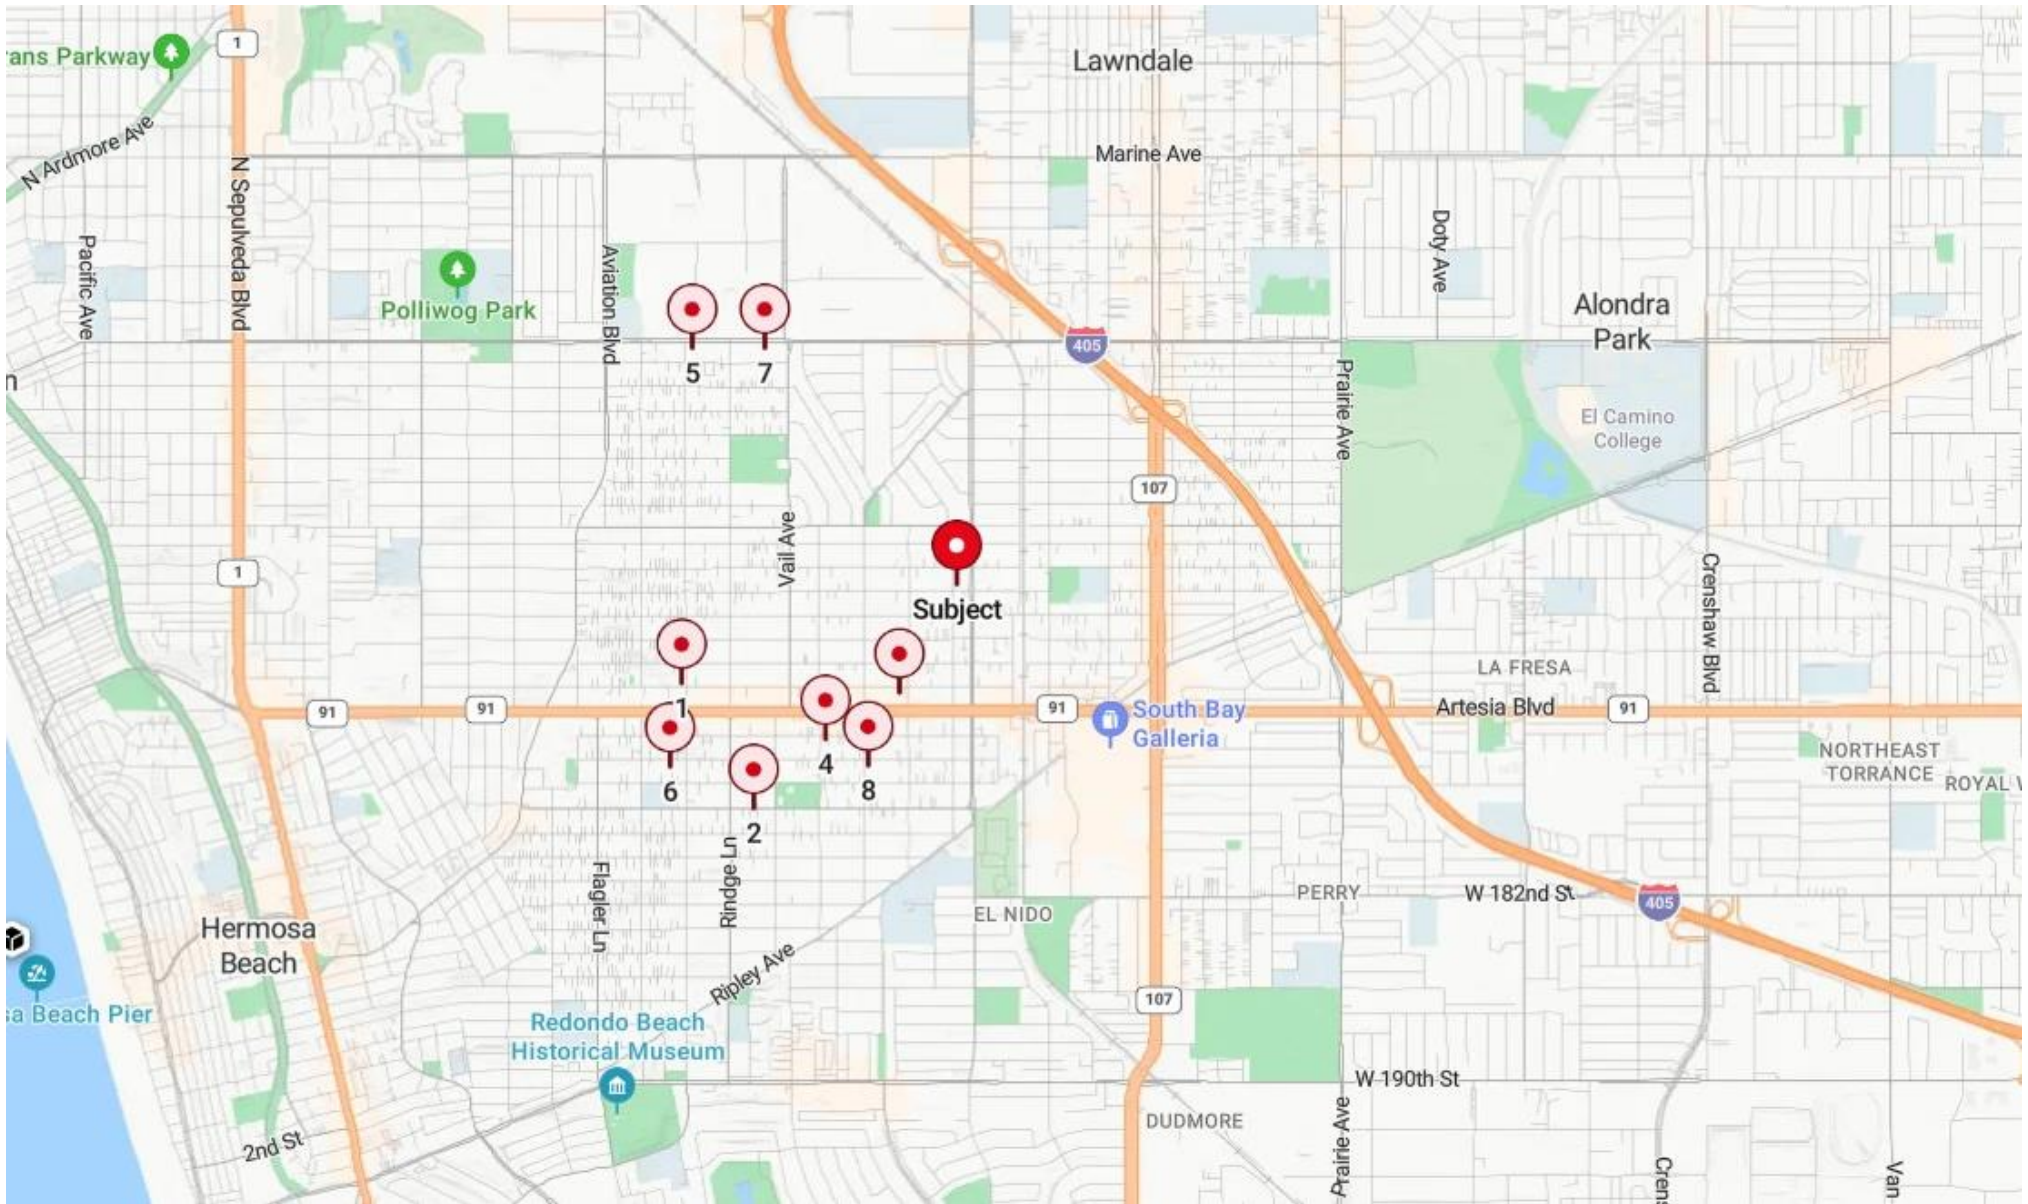 rans Parkway
1
Lawndale
N Ardmore Ave
Marine Ave
N Sepulveda Blvd
Pacific Ave
Aviation Blvd
Doty Ave
Polliwog Park
Alondra
Park
5
7
405
n
Prairie Ave
El Camino
College
107
Vail Ave
1
Subject
Crenshaw Blvd
LA FRESA
91
91
1
91
South Bay
Galleria
Artesia Blvd
91
6
4
8
2
NORTHEAST
TORRANCE
ROYAL
Rindge Ln
Flagler Ln
PERRY
W 182nd St
405
EL NIDO
Hermosa
Beach
Ripley Ave
sa Beach Pier
107
Redondo Beach
Historical Museum
W 190th St
DUDMORE
Prairie Ave
2nd St
Cren
Van